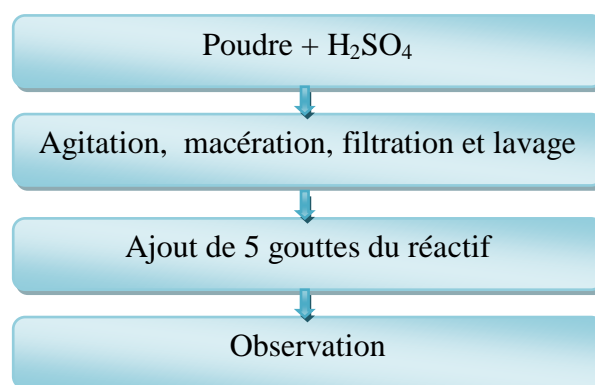 Poudre + H₂SO₄
Agitation, macération, filtration et lavage
Ajout de 5 gouttes du réactif
Observation